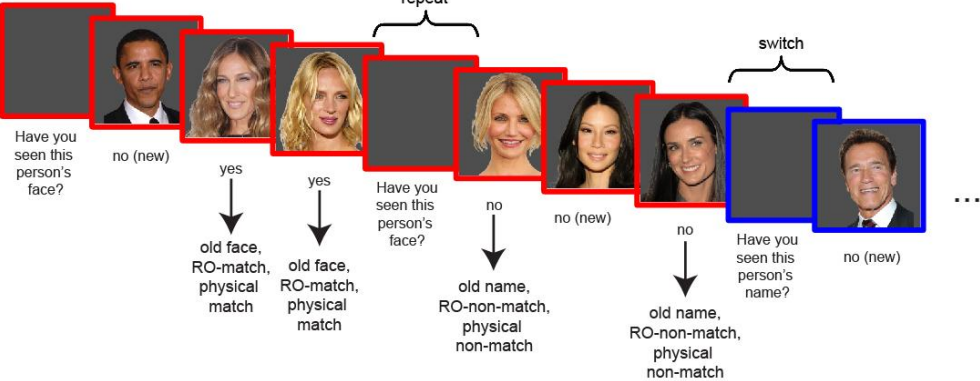 repeat
switch
Have you
seen this
person's
face?
no (new)
yes
old face,
RO-match,
physical
match
yes
old face,
RO-match,
physical
match
Have you
seen this
person's
face?
no
old name,
RO-non-match,
physical
non-match
no (new)
no
old name,
RO-non-match,
physical
non-match
Have you
seen this
person's
name?
no (new)
...